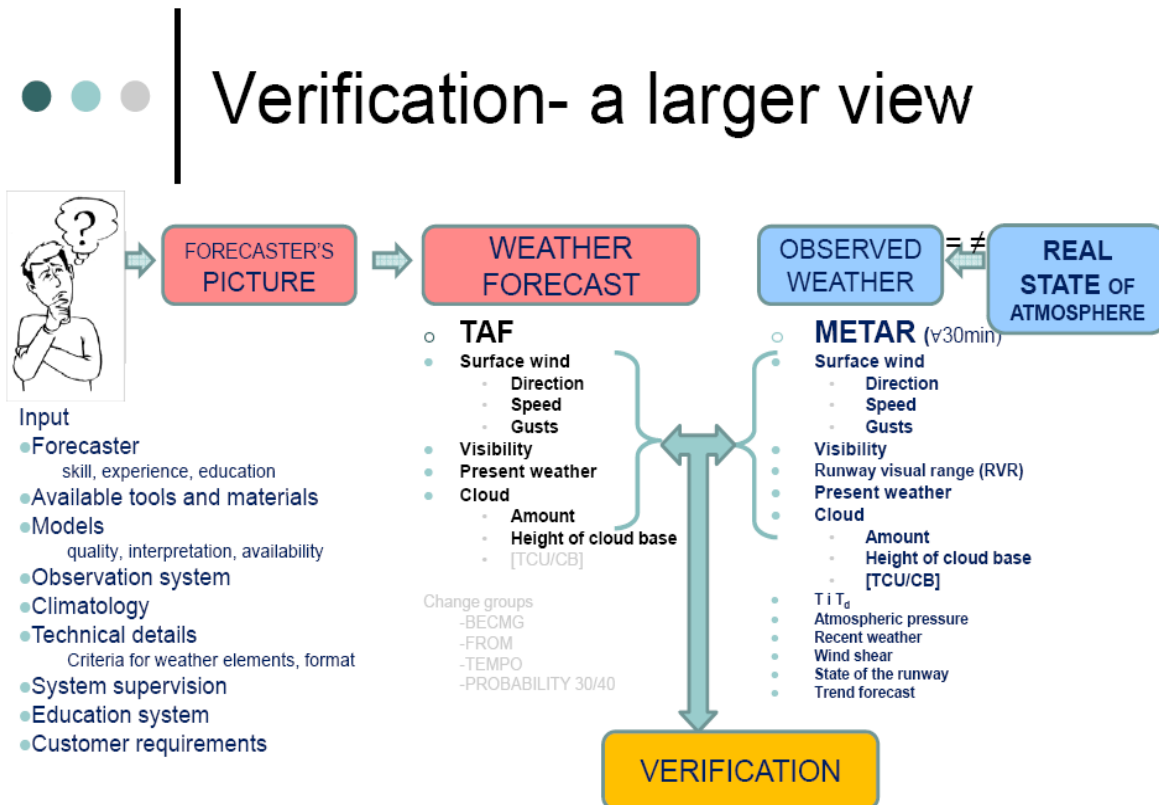 Verification- a larger view
?
FORECASTER'S
PICTURE
WEATHER
FORECAST
OBSERVED
WEATHER
= ≠
REAL
STATE OF
ATMOSPHERE
Input
●Forecaster
skill, experience, education
●Available tools and materials
●Models
quality, interpretation, availability
●Observation system
●Climatology
●Technical details
Criteria for weather elements, format
●System supervision
●Education system
●Customer requirements
○ TAF
● Surface wind
• Direction
• Speed
• Gusts
● Visibility
● Present weather
● Cloud
• Amount
• Height of cloud base
• [TCU/CB]
Change groups
-BECMG
-FROM
-TEMPO
-PROBABILITY 30/40
○ METAR (∀30min)
● Surface wind
• Direction
• Speed
• Gusts
● Visibility
● Runway visual range (RVR)
● Present weather
● Cloud
• Amount
• Height of cloud base
• [TCU/CB]
● T i Td
● Atmospheric pressure
● Recent weather
● Wind shear
● State of the runway
● Trend forecast
VERIFICATION